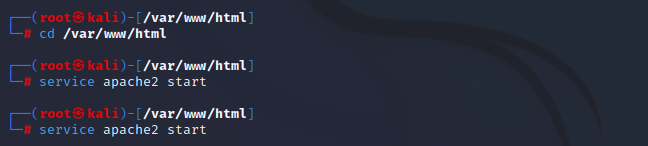 ┌──(root㉿kali)-[/var/www/html]
└─# cd /var/www/html
┌──(root㉿kali)-[/var/www/html]
└─# service apache2 start
┌──(root㉿kali)-[/var/www/html]
└─# service apache2 start